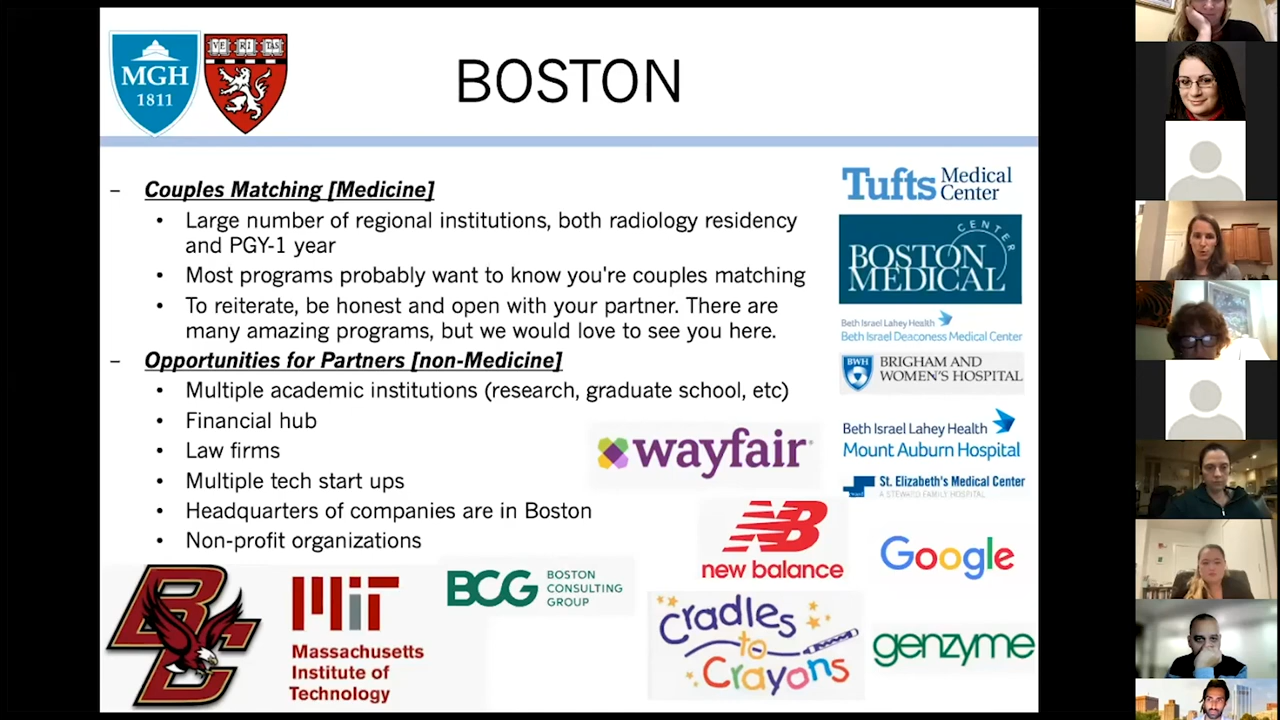 MGH
1811
VE RI TAS
BOSTON
– Couples Matching [Medicine]
• Large number of regional institutions, both radiology residency
and PGY-1 year
• Most programs probably want to know you're couples matching
• To reiterate, be honest and open with your partner. There are
many amazing programs, but we would love to see you here.
– Opportunities for Partners [non-Medicine]
• Multiple academic institutions (research, graduate school, etc)
• Financial hub
• Law firms
• Multiple tech start ups
• Headquarters of companies are in Boston
• Non-profit organizations
Tufts Medical
Center
BOSTON
MEDICAL
CENTER
Beth Israel Lahey Health
Beth Israel Deaconess Medical Center
BWH
BRIGHAM AND
WOMEN'S HOSPITAL
Beth Israel Lahey Health
Mount Auburn Hospital
St. Elizabeth's Medical Center
A STEWARD FAMILY HOSPITAL
wayfair
NB
new balance
Google
BC
MIT
Massachusetts
Institute of
Technology
BCG
BOSTON
CONSULTING
GROUP
Cradles
to
Crayons
genzyme